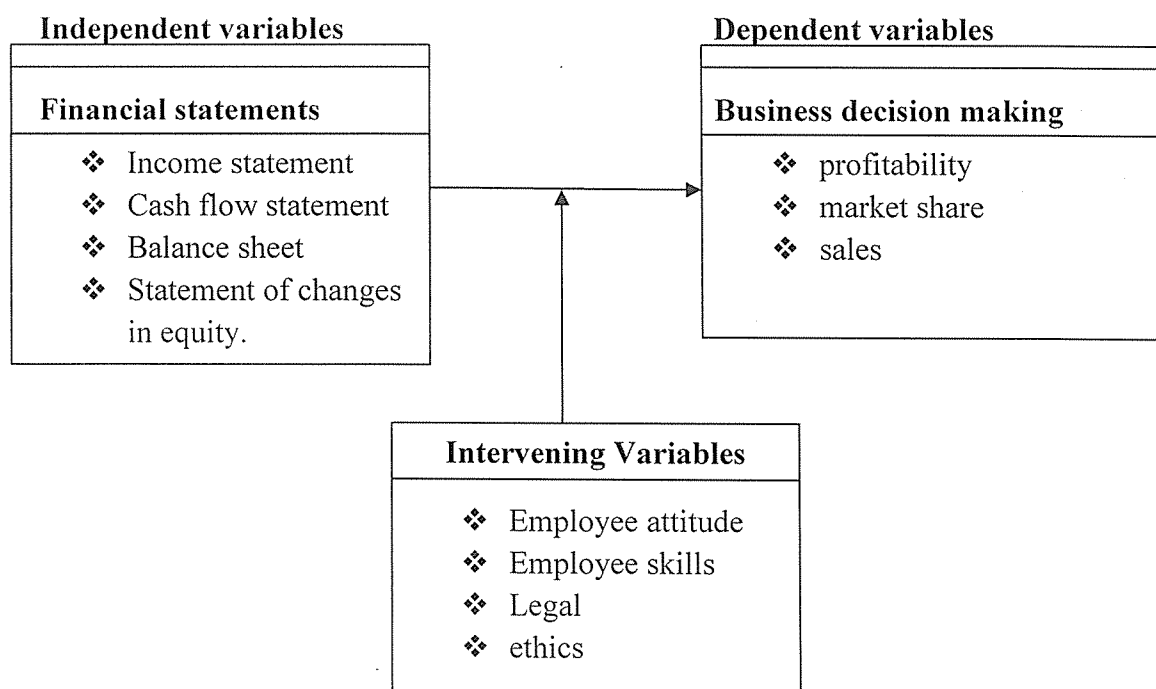 Independent variables
Financial statements
❖ Income statement
❖ Cash flow statement
❖ Balance sheet
❖ Statement of changes
in equity.
Dependent variables
Business decision making
❖ profitability
❖ market share
❖ sales
Intervening Variables
❖ Employee attitude
❖ Employee skills
❖ Legal
❖ ethics